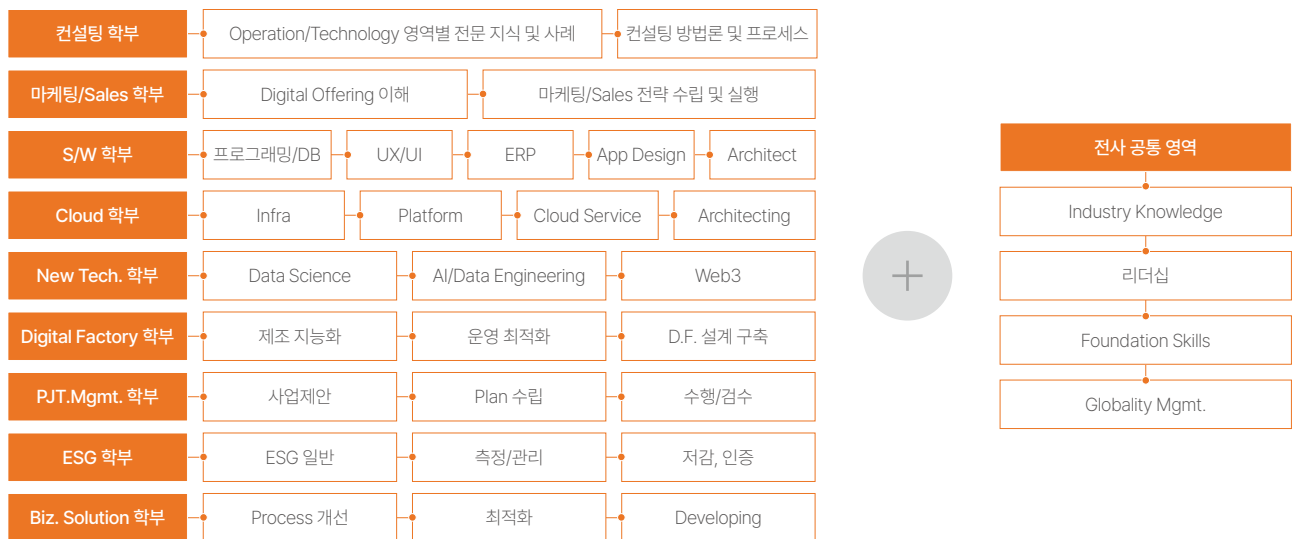 컨설팅 학부
Operation/Technology 영역별 전문 지식 및 사례
컨설팅 방법론 및 프로세스
마케팅/Sales 학부
Digital Offering 이해
마케팅/Sales 전략 수립 및 실행
S/W 학부
프로그래밍/DB
UX/UI
ERP
App Design
Architect
Cloud 학부
Infra
Platform
Cloud Service
Architecting
New Tech. 학부
Data Science
AI/Data Engineering
Web3
Digital Factory 학부
제조 지능화
운영 최적화
D.F. 설계 구축
PJT.Mgmt. 학부
사업제안
Plan 수립
수행/검수
ESG 학부
ESG 일반
측정/관리
저감, 인증
Biz. Solution 학부
Process 개선
최적화
Developing
전사 공통 영역
Industry Knowledge
리더십
Foundation Skills
Globality Mgmt.